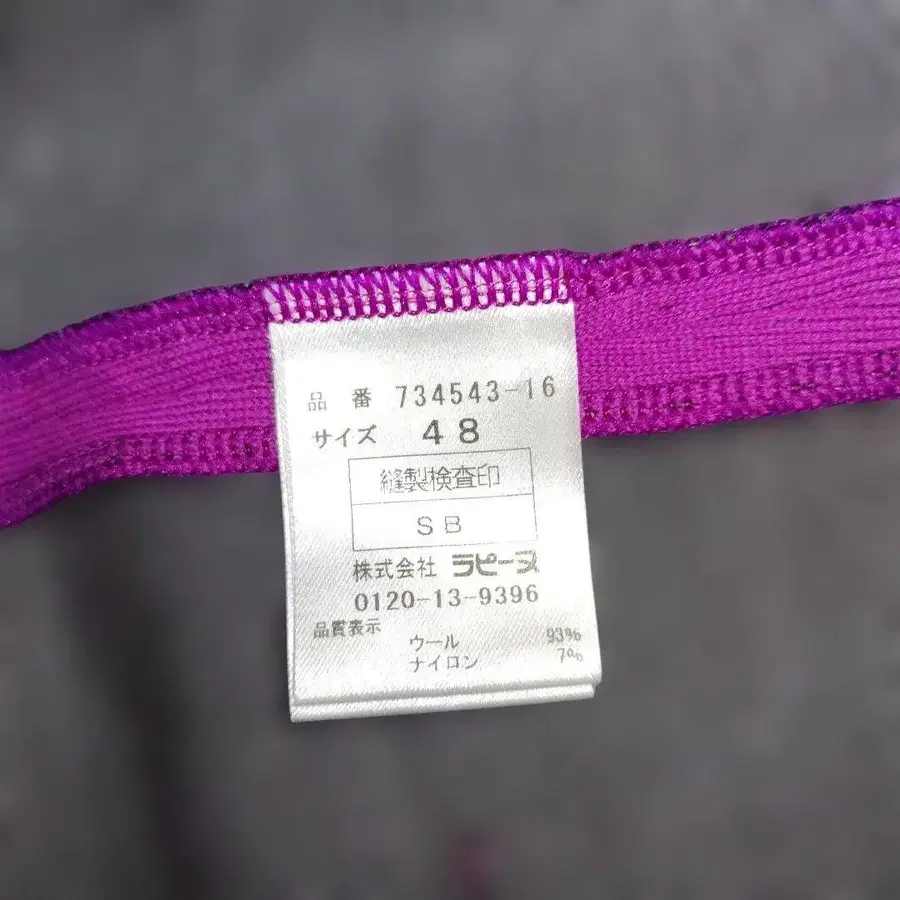 品番 734543-16
サイズ 48
縫製検査印
SB
株式会社 ラピーヌ
0120-13-9396
品質表示
ウール 93%
ナイロン 7%